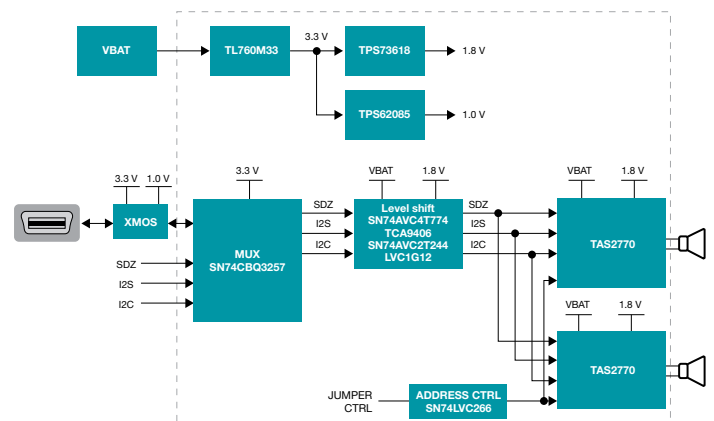 3.3 V
VBAT
TL760M33
TPS73618
1.8 V
TPS62085
1.0 V
3.3 V
1.0 V
XMOS
3.3 V
MUX
SN74CBQ3257
SDZ
I2S
I2C
SDZ
I2S
I2C
VBAT
1.8 V
Level shift
SN74AVC4T774
TCA9406
SN74AVC2T244
LVC1G12
SDZ
I2S
I2C
VBAT
1.8 V
TAS2770
VBAT
1.8 V
TAS2770
JUMPER
CTRL
ADDRESS CTRL
SN74LVC266